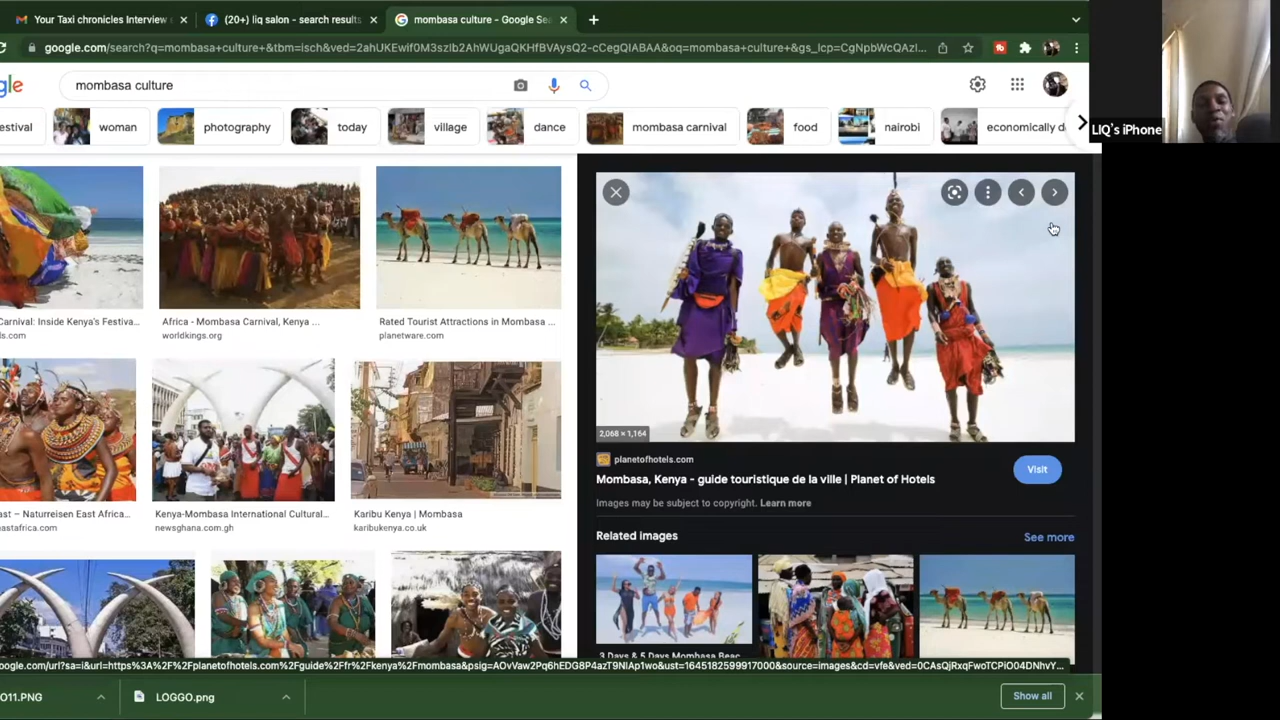 Your Taxi chronicles Interview
(20+) liq salon - search results
mombasa culture - Google Se
google.com/search?q=mombasa+culture+&tbm=isch&ved=2ahUKEwif0M3szIb2AhWUgaQKHfBVAysQ2-cCegQIABAA&oq=mombasa+culture+&gs_lcp=CgNpbWcQAzI...
gle
mombasa culture
LIQ's iPhone
estival
woman
photography
today
village
dance
mombasa carnival
food
nairobi
economically d
Carnival: Inside Kenya's Festiva...
ls.com
Africa - Mombasa Carnival, Kenya ...
worldkings.org
Rated Tourist Attractions in Mombasa ...
planetware.com
2,068 × 1,164
planetofhotels.com
Mombasa, Kenya - guide touristique de la ville | Planet of Hotels
Visit
Images may be subject to copyright. Learn more
ast – Naturreisen East Africa...
eastafrica.com
Kenya-Mombasa International Cultural...
newsghana.com.gh
Karibu Kenya | Mombasa
karibukenya.co.uk
Related images
See more
3 Days & 5 Days Mombasa Beac
oogle.com/url?sa=i&url=https%3A%2F%2Fplanetofhotels.com%2Fguide%2Ffr%2Fkenya%2Fmombasa&psig=AOvVaw2Pq6hEDG8P4azT9NIAp1wo&ust=1645182599917000&source=images&cd=vfe&ved=0CAsQjRxqFwoTCPiO04DNhvY...
O11.PNG
LOGGO.png
Show all